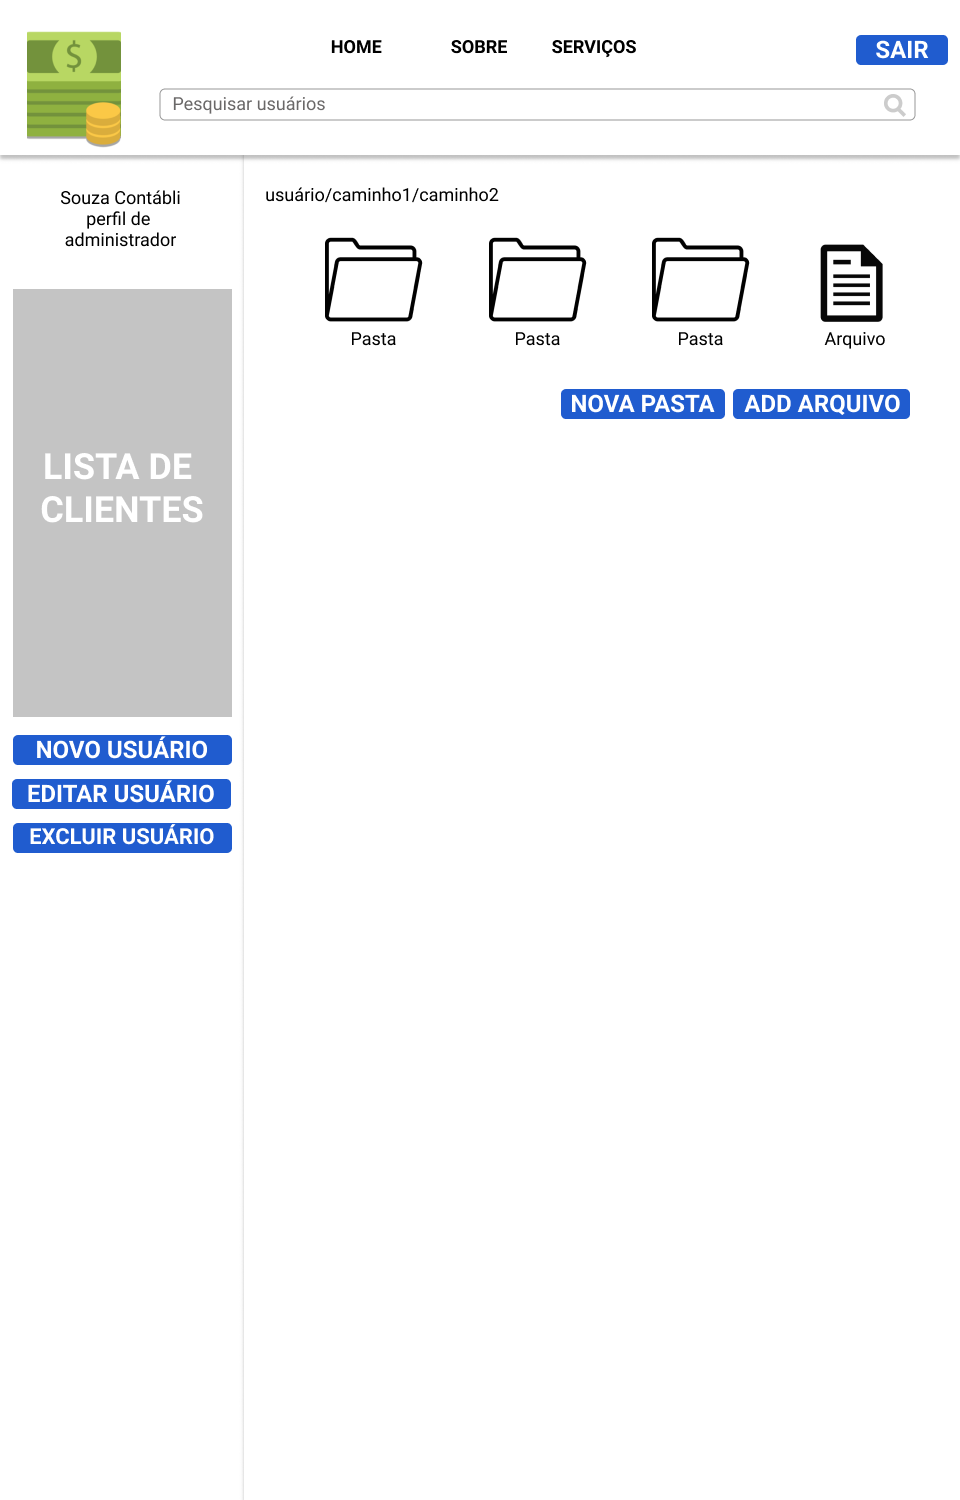 HOME
SOBRE
SERVIÇOS
SAIR
Pesquisar usuários
Souza Contábli
perfil de
administrador
LISTA DE
CLIENTES
NOVO USUÁRIO
EDITAR USUÁRIO
EXCLUIR USUÁRIO
usuário/caminho1/caminho2
Pasta
Pasta
Pasta
Arquivo
NOVA PASTA
ADD ARQUIVO